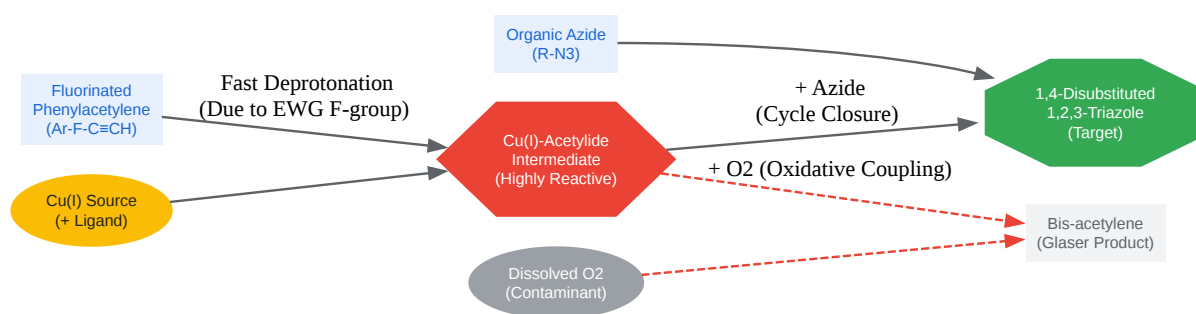 Organic Azide
(R-N3)
Fluorinated
Phenylacetylene
(Ar-F-C≡CH)
Fast Deprotonation
(Due to EWG F-group)
+ Azide
(Cycle Closure)
1,4-Disubstituted
1,2,3-Triazole
(Target)
Cu(I)-Acetylide
Intermediate
(Highly Reactive)
+ O2 (Oxidative Coupling)
Cu(I) Source
(+ Ligand)
Bis-acetylene
(Glaser Product)
Dissolved O2
(Contaminant)